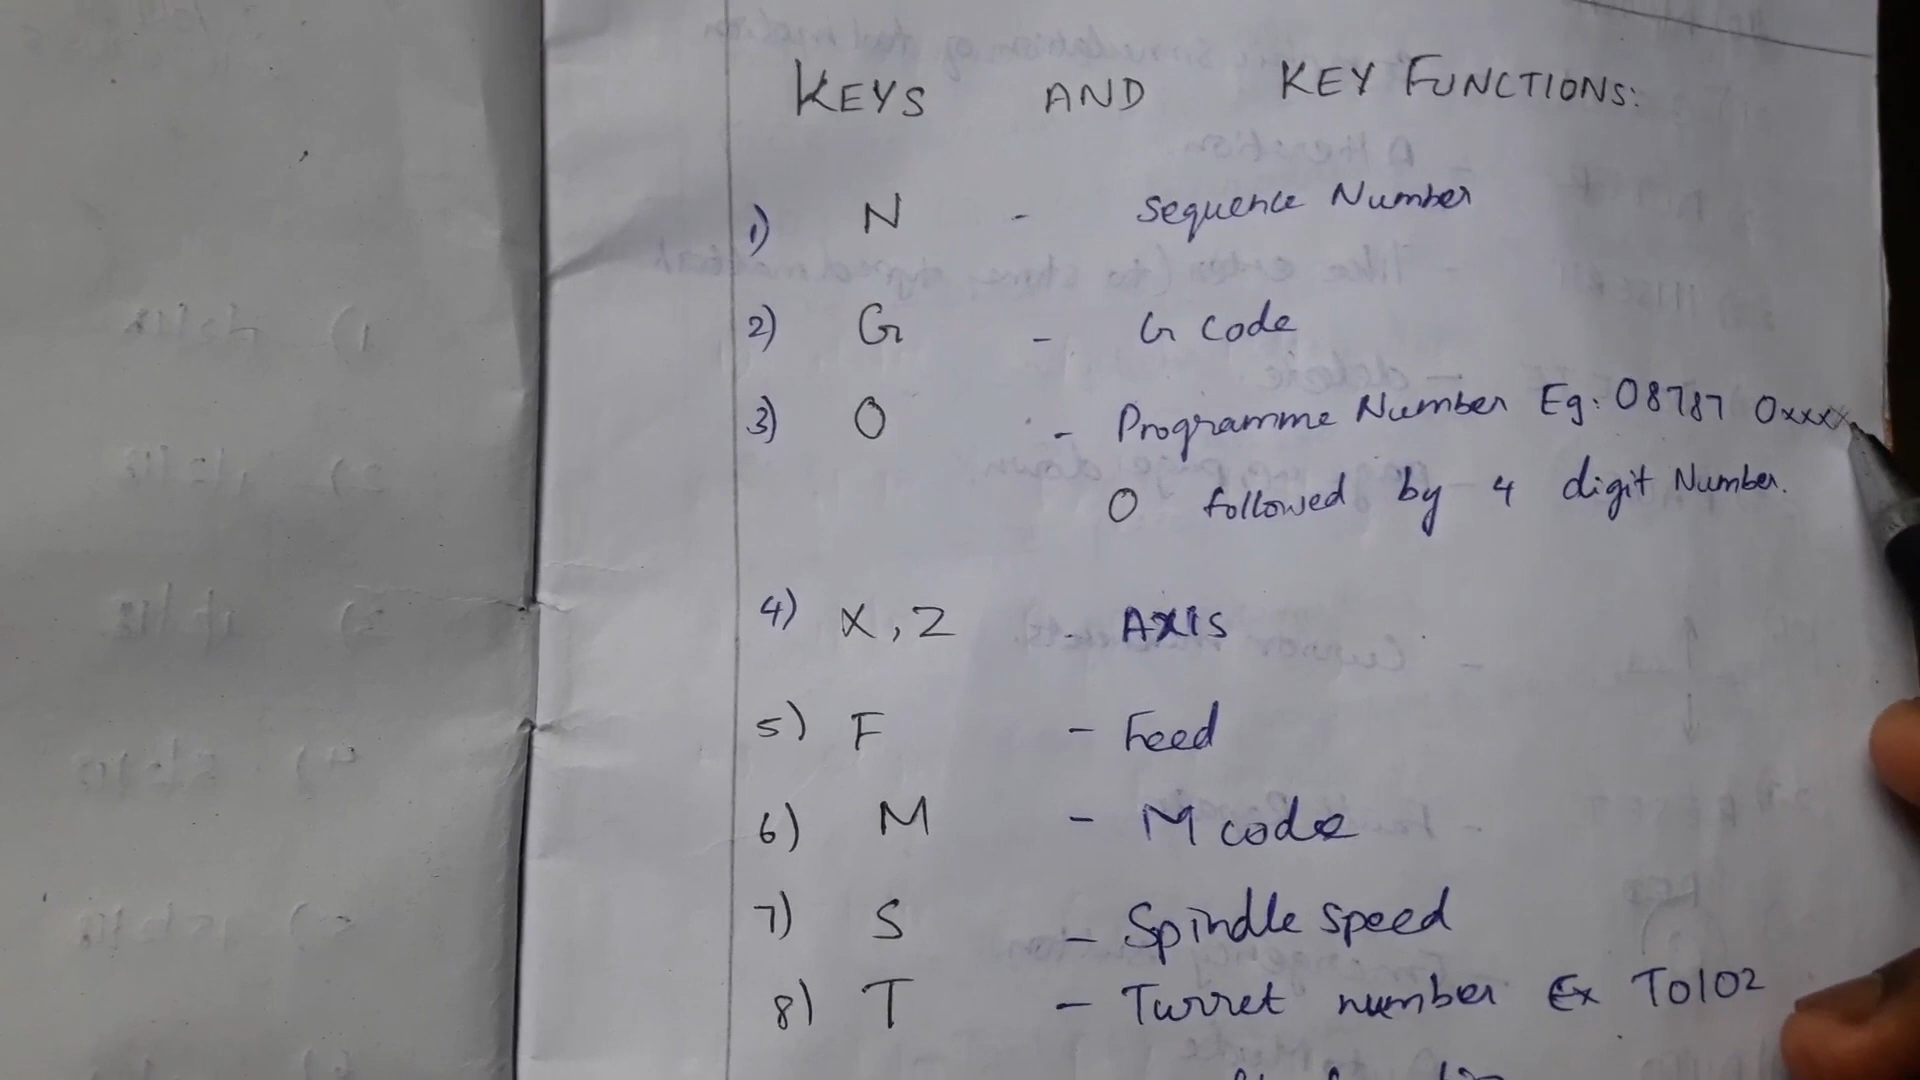 KEYS AND KEY FUNCTIONS:
1) N - Sequence Number
2) G - G code
3) O - Programme Number Eg: O8787 Oxxxx
O followed by 4 digit Number.
4) X, Z - AXIS
5) F - Feed
6) M - M code
7) S - Spindle speed
8) T - Turret number Ex T0102